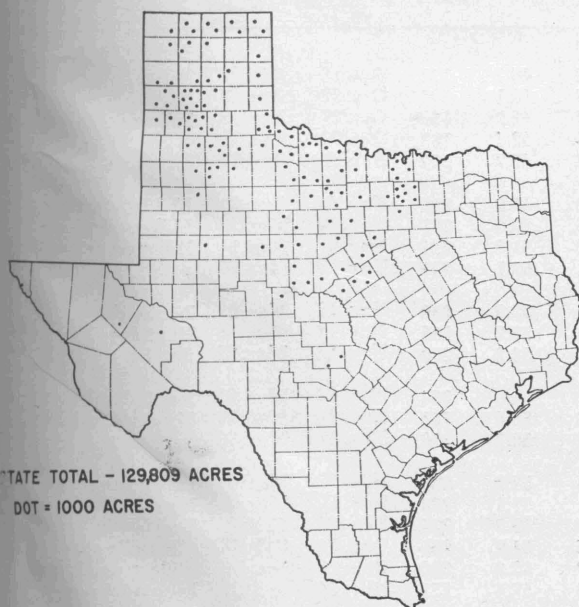 TATE TOTAL - 129,809 ACRES
DOT = 1000 ACRES